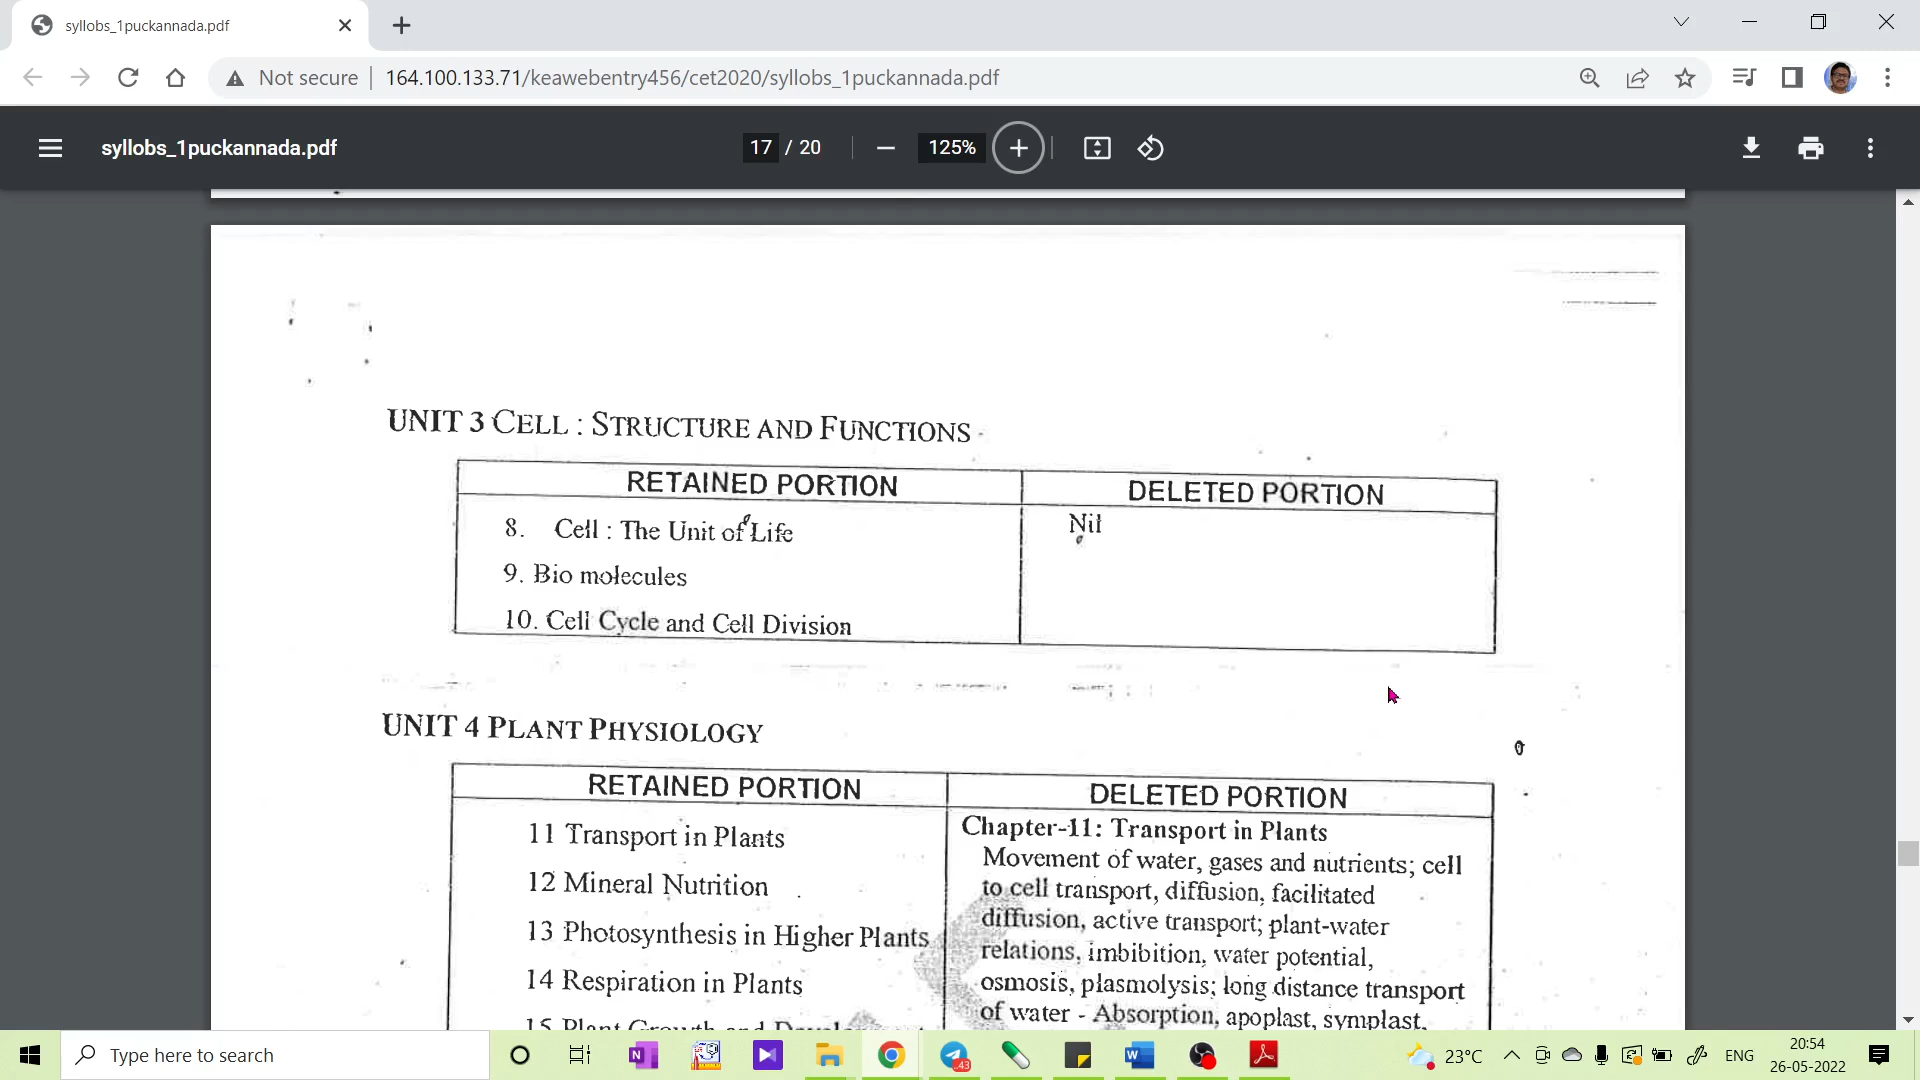 syllobs_1puckannada.pdf
Not secure 164.100.133.71/keawebentry456/cet2020/syllobs_1puckannada.pdf
syllobs_1puckannada.pdf 17 / 20 125%
UNIT 3 CELL : STRUCTURE AND FUNCTIONS
RETAINED PORTION DELETED PORTION
8. Cell : The Unit of Life Nil
9. Bio molecules
10. Cell Cycle and Cell Division
UNIT 4 PLANT PHYSIOLOGY
RETAINED PORTION DELETED PORTION
11 Transport in Plants
12 Mineral Nutrition
13 Photosynthesis in Higher Plants
14 Respiration in Plants
15 Plant Growth and
Chapter-11: Transport in Plants
Movement of water, gases and nutrients; cell
to cell transport, diffusion, facilitated
diffusion, active transport; plant-water
relations, imbibition, water potential,
osmosis, plasmolysis; long distance transport
of water - Absorption, apoplast, symplast,
Type here to search
43
23°C
ENG
20:54
26-05-2022